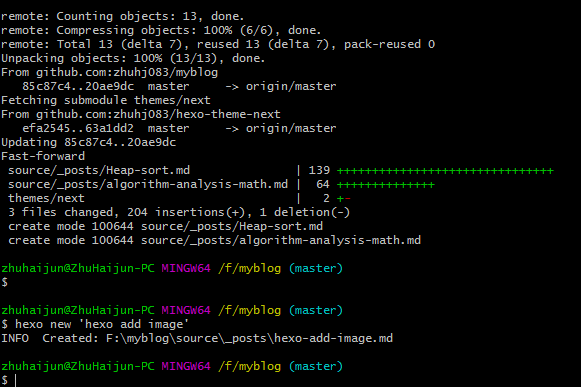 remote: Counting objects: 13, done.
remote: Compressing objects: 100% (6/6), done.
remote: Total 13 (delta 7), reused 13 (delta 7), pack-reused 0
Unpacking objects: 100% (13/13), done.
From github.com:zhuhj083/myblog
   85c87c4..20ae9dc  master     -> origin/master
Fetching submodule themes/next
From github.com:zhuhj083/hexo-theme-next
   efa2545..63a1dd2  master     -> origin/master
Updating 85c87c4..20ae9dc
Fast-forward
 source/_posts/Heap-sort.md               | 139 +++++++++++++++++++++++++++++++
 source/_posts/algorithm-analysis-math.md |  64 ++++++++++++++
 themes/next                              |   2 +-
 3 files changed, 204 insertions(+), 1 deletion(-)
 create mode 100644 source/_posts/Heap-sort.md
 create mode 100644 source/_posts/algorithm-analysis-math.md
zhuhaijun@ZhuHaijun-PC MINGW64 /f/myblog (master)
$
zhuhaijun@ZhuHaijun-PC MINGW64 /f/myblog (master)
$ hexo new 'hexo add image'
INFO  Created: F:\myblog\source\_posts\hexo-add-image.md
zhuhaijun@ZhuHaijun-PC MINGW64 /f/myblog (master)
$